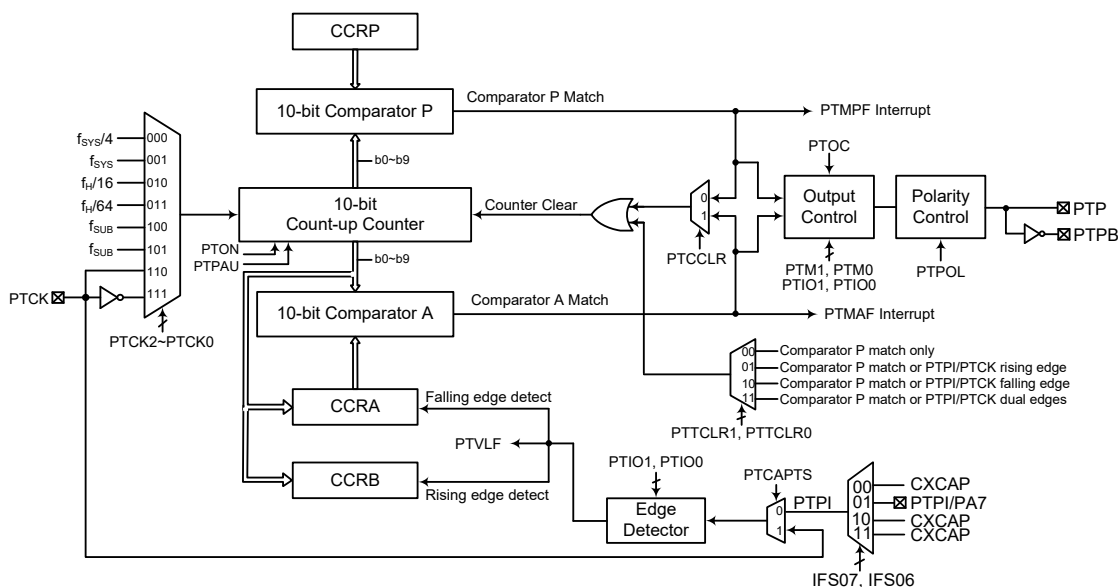 CCRP
10-bit Comparator P
Comparator P Match
PTMPF Interrupt
b0~b9
fSYS/4
000
fSYS
001
fH/16
010
fH/64
011
fSUB
100
fSUB
101
110
111
PTCK
PTCK2~PTCK0
10-bit
Count-up Counter
PTON
PTPAU
b0~b9
Counter Clear
0
1
PTCCLR
PTOC
Output
Control
PTM1, PTM0
PTIO1, PTIO0
Polarity
Control
PTPOL
PTP
PTPB
10-bit Comparator A
Comparator A Match
PTMAF Interrupt
00
Comparator P match only
01
Comparator P match or PTPI/PTCK rising edge
10
Comparator P match or PTPI/PTCK falling edge
11
Comparator P match or PTPI/PTCK dual edges
PTTCLR1, PTTCLR0
CCRA
Falling edge detect
PTVLF
CCRB
Rising edge detect
PTIO1, PTIO0
Edge
Detector
PTCAPTS
0
1
PTPI
00
CXCAP
01
PTPI/PA7
10
CXCAP
11
CXCAP
IFS07, IFS06